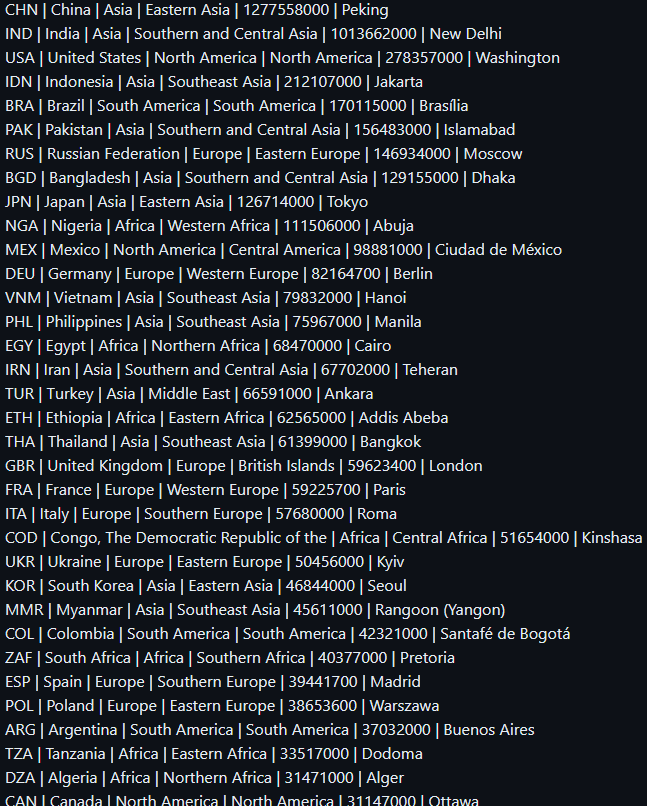 CHN | China | Asia | Eastern Asia | 1277558000 | Peking
IND | India | Asia | Southern and Central Asia | 1013662000 | New Delhi
USA | United States | North America | North America | 278357000 | Washington
IDN | Indonesia | Asia | Southeast Asia | 212107000 | Jakarta
BRA | Brazil | South America | South America | 170115000 | Brasília
PAK | Pakistan | Asia | Southern and Central Asia | 156483000 | Islamabad
RUS | Russian Federation | Europe | Eastern Europe | 146934000 | Moscow
BGD | Bangladesh | Asia | Southern and Central Asia | 129155000 | Dhaka
JPN | Japan | Asia | Eastern Asia | 126714000 | Tokyo
NGA | Nigeria | Africa | Western Africa | 111506000 | Abuja
MEX | Mexico | North America | Central America | 98881000 | Ciudad de México
DEU | Germany | Europe | Western Europe | 82164700 | Berlin
VNM | Vietnam | Asia | Southeast Asia | 79832000 | Hanoi
PHL | Philippines | Asia | Southeast Asia | 75967000 | Manila
EGY | Egypt | Africa | Northern Africa | 68470000 | Cairo
IRN | Iran | Asia | Southern and Central Asia | 67702000 | Teheran
TUR | Turkey | Asia | Middle East | 66591000 | Ankara
ETH | Ethiopia | Africa | Eastern Africa | 62565000 | Addis Abeba
THA | Thailand | Asia | Southeast Asia | 61399000 | Bangkok
GBR | United Kingdom | Europe | British Islands | 59623400 | London
FRA | France | Europe | Western Europe | 59225700 | Paris
ITA | Italy | Europe | Southern Europe | 57680000 | Roma
COD | Congo, The Democratic Republic of the | Africa | Central Africa | 51654000 | Kinshasa
UKR | Ukraine | Europe | Eastern Europe | 50456000 | Kyiv
KOR | South Korea | Asia | Eastern Asia | 46844000 | Seoul
MMR | Myanmar | Asia | Southeast Asia | 45611000 | Rangoon (Yangon)
COL | Colombia | South America | South America | 42321000 | Santafé de Bogotá
ZAF | South Africa | Africa | Southern Africa | 40377000 | Pretoria
ESP | Spain | Europe | Southern Europe | 39441700 | Madrid
POL | Poland | Europe | Eastern Europe | 38653600 | Warszawa
ARG | Argentina | South America | South America | 37032000 | Buenos Aires
TZA | Tanzania | Africa | Eastern Africa | 33517000 | Dodoma
DZA | Algeria | Africa | Northern Africa | 31471000 | Alger
CAN | Canada | North America | North America | 31147000 | Ottawa